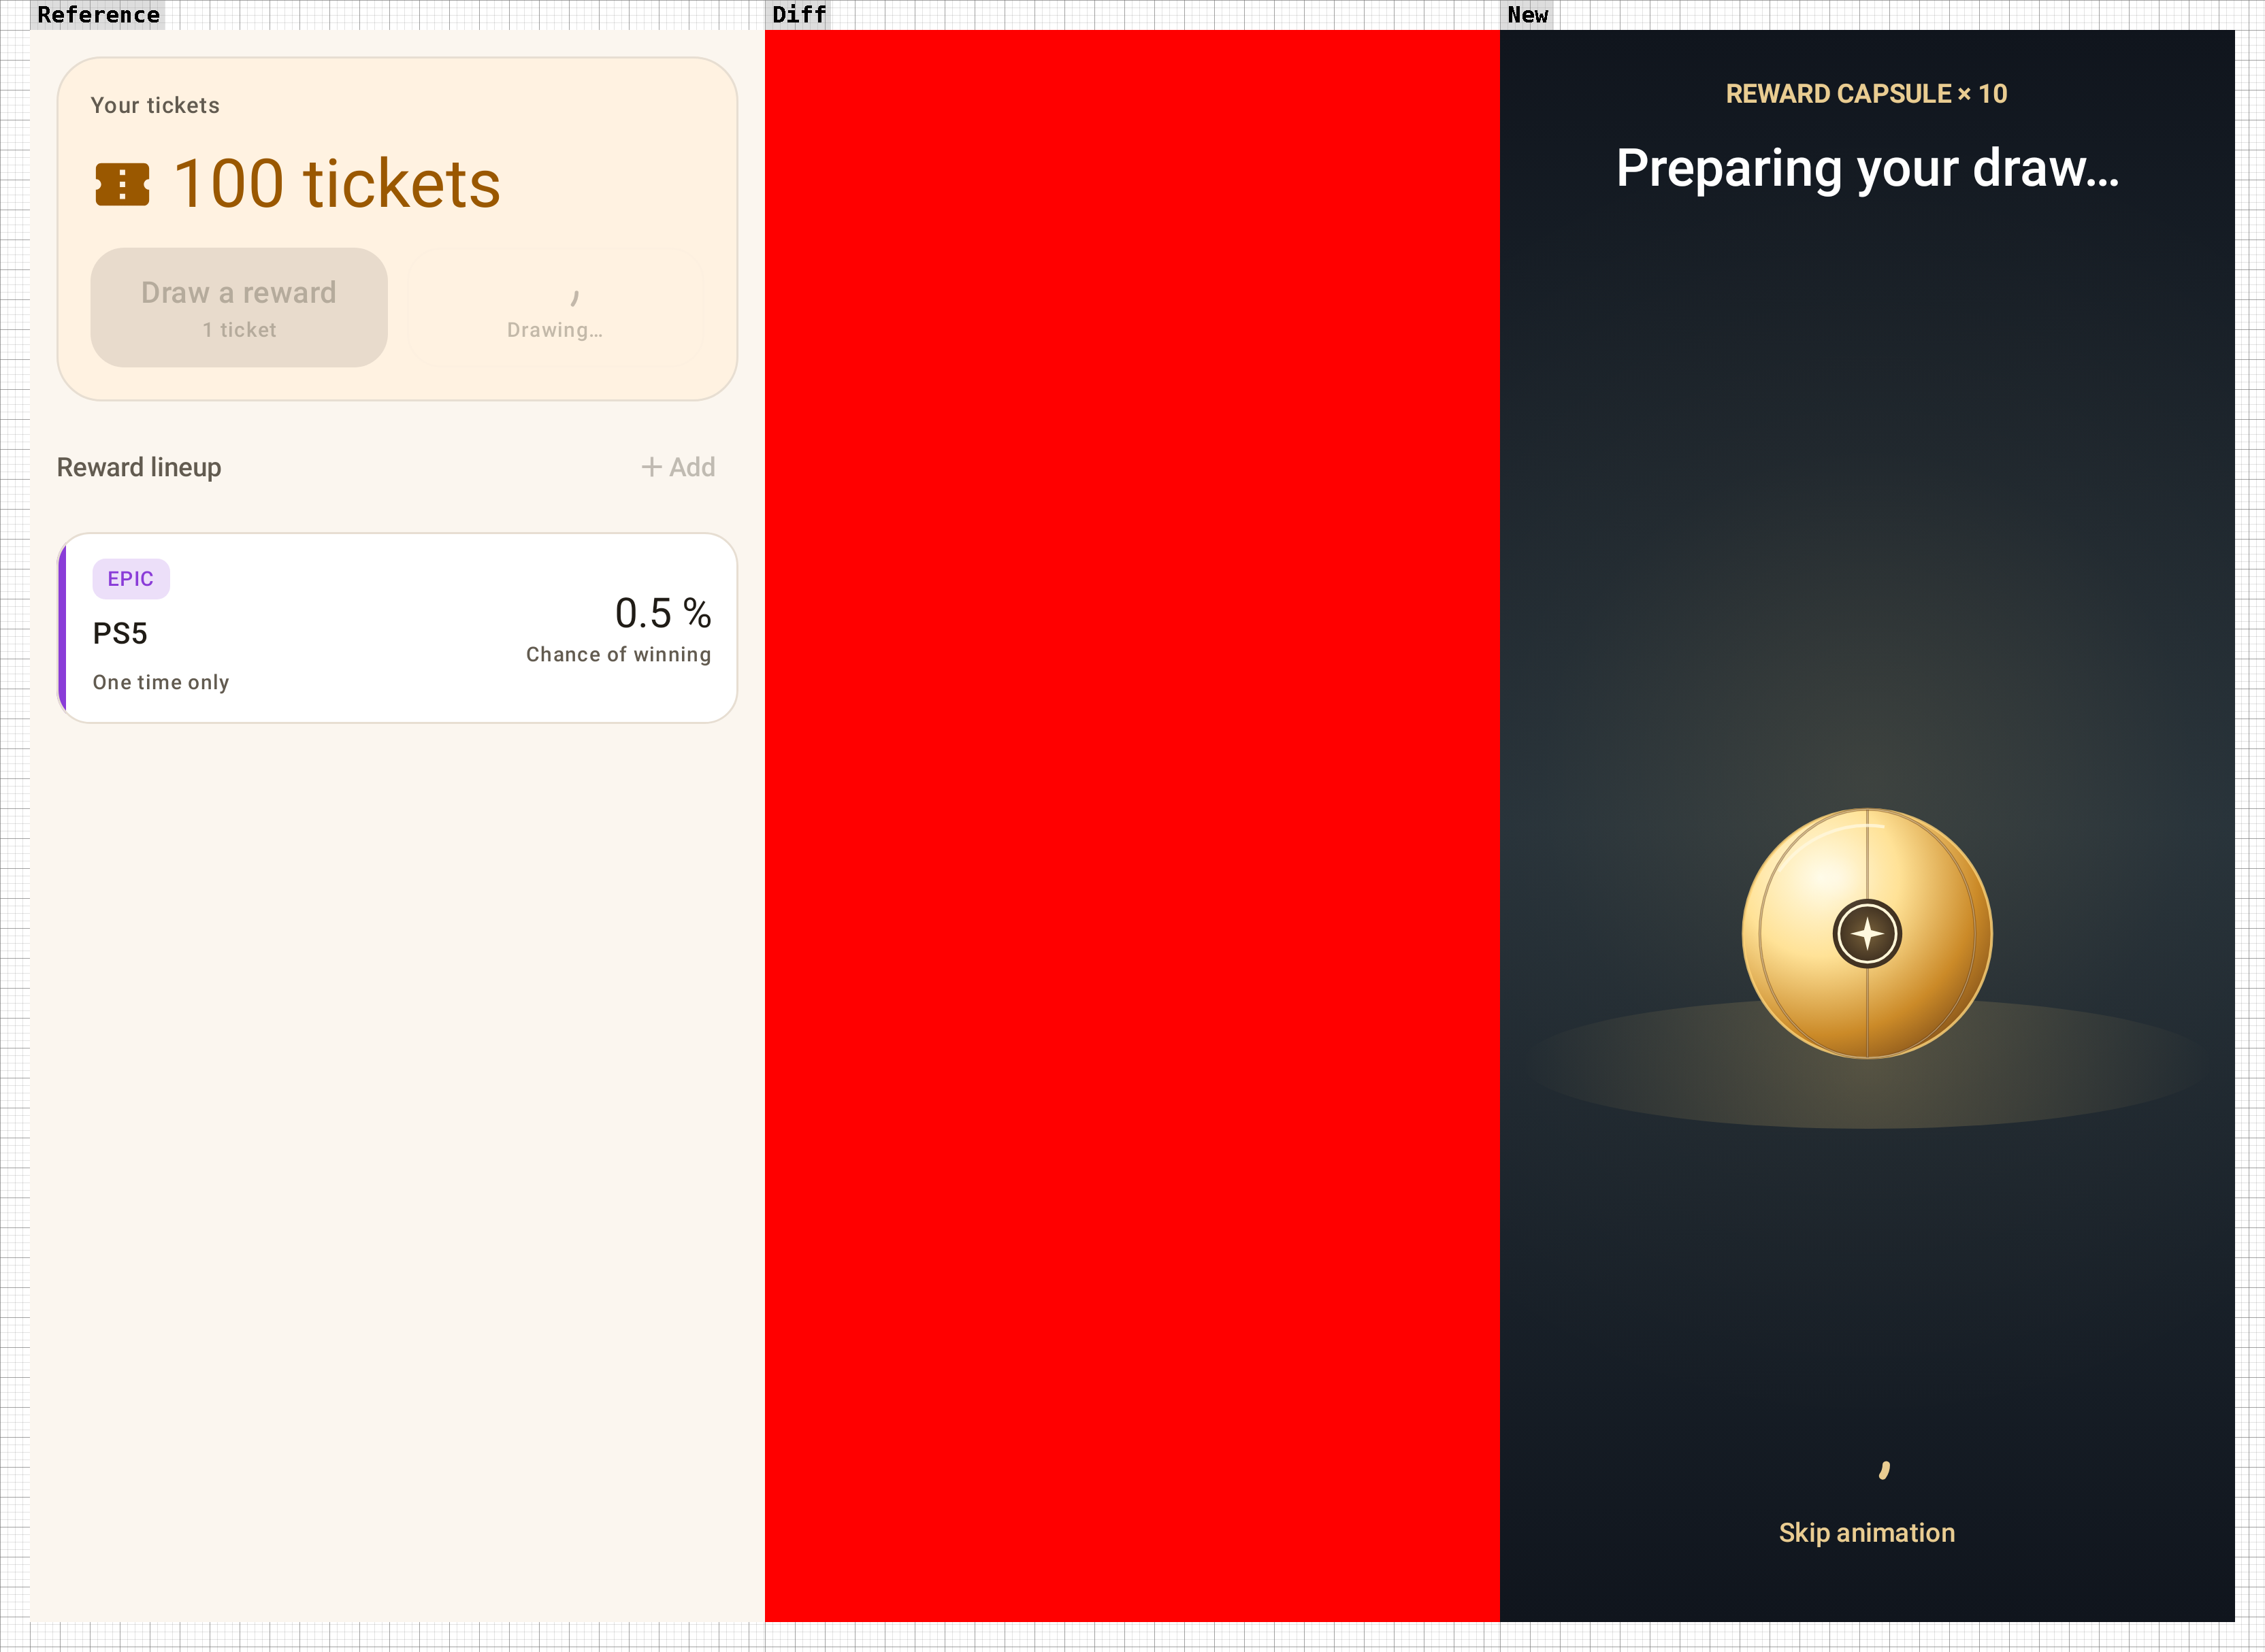 Reference
Your tickets
100 tickets
Draw a reward
1 ticket
Drawing…
Reward lineup
+ Add
EPIC
PS5
One time only
0.5 %
Chance of winning
Diff
New
REWARD CAPSULE × 10
Preparing your draw…
Skip animation